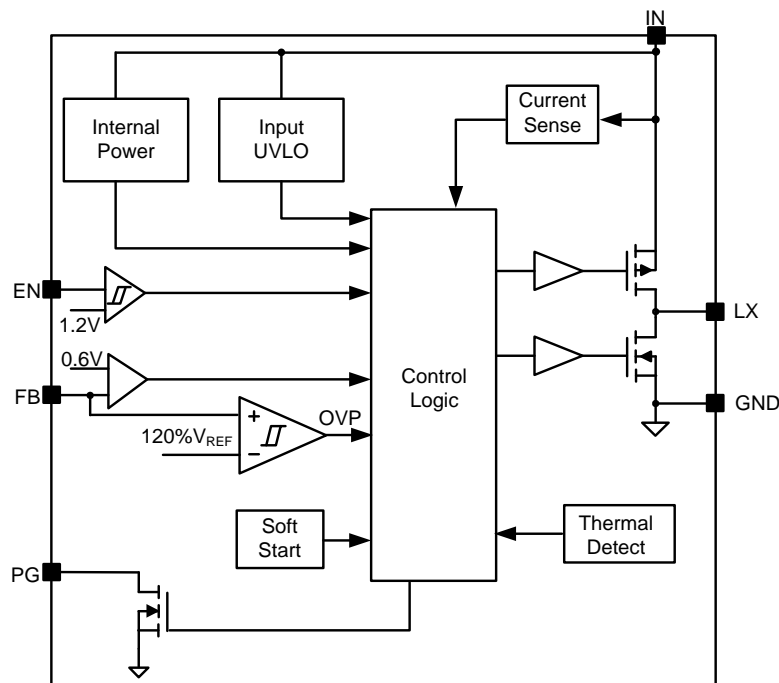 IN
Internal
Power
Input
UVLO
Current
Sense
EN
1.2V
LX
0.6V
FB
Control
Logic
GND
+
OVP
120%VREF
−
Soft
Start
Thermal
Detect
PG